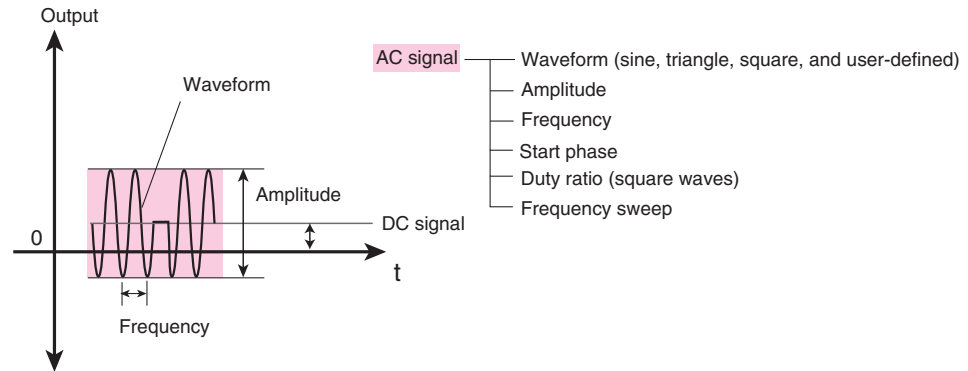 Output
AC signal
Waveform (sine, triangle, square, and user-defined)
Amplitude
Frequency
Start phase
Duty ratio (square waves)
Frequency sweep
Waveform
Amplitude
DC signal
0
t
Frequency